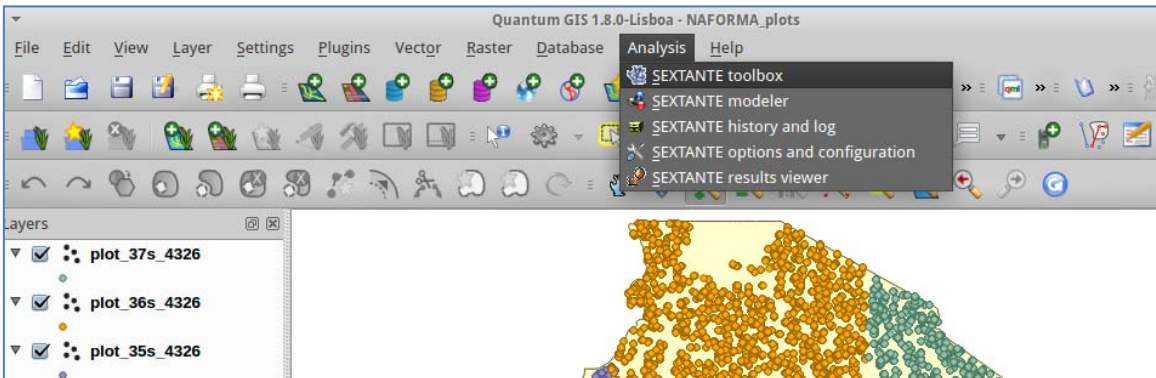 Quantum GIS 1.8.0-Lisboa - NAFORMA_plots
File Edit View Layer Settings Plugins Vector Raster Database Analysis Help
SEXTANTE toolbox
SEXTANTE modeler
SEXTANTE history and log
SEXTANTE options and configuration
SEXTANTE results viewer
qml
Layers
plot_37s_4326
plot_36s_4326
plot_35s_4326